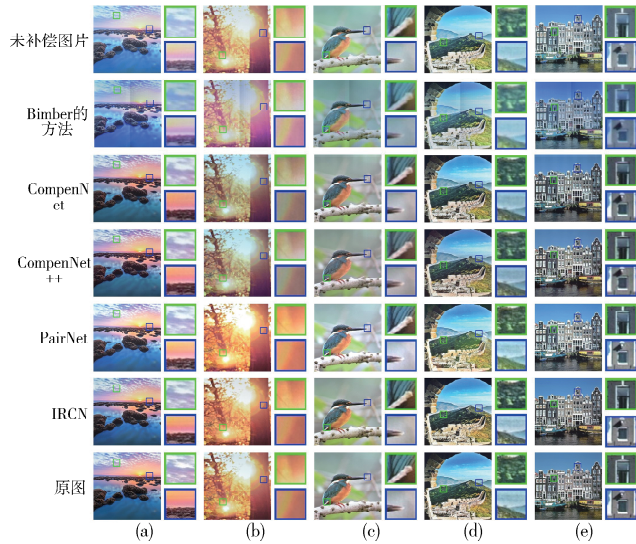 未补偿图片
Bimber的
方法
CompenN
et
CompenNet
++
PairNet
IRCN
原图
(a) (b) (c) (d) (e)